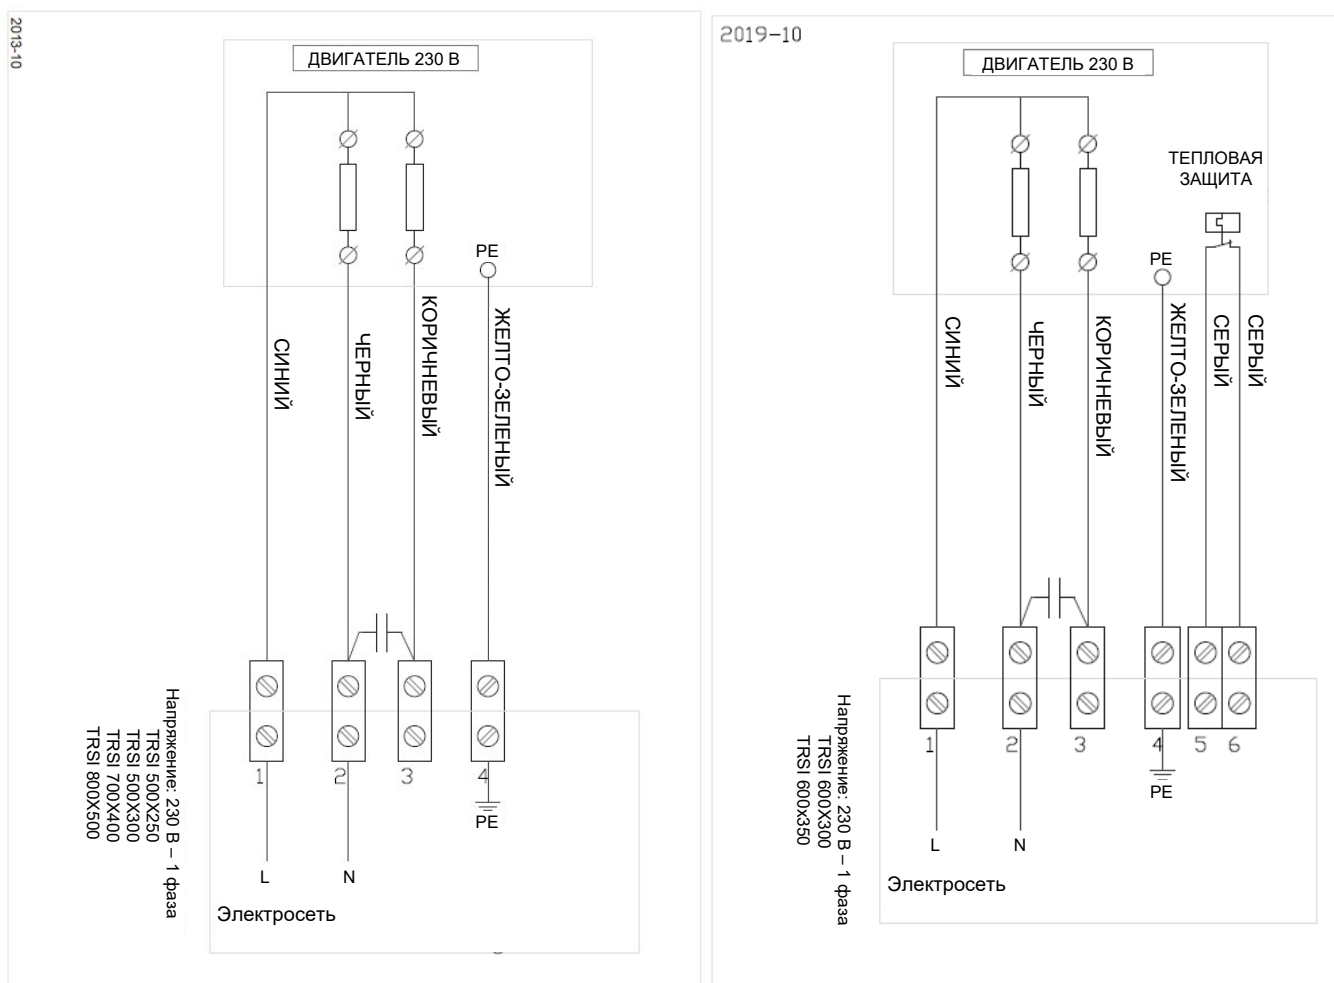 2013-10
ДВИГАТЕЛЬ 230 В
PE
СИНИЙ
ЧЕРНЫЙ
КОРИЧНЕВЫЙ
ЖЕЛТО-ЗЕЛЕНЫЙ
1
2
3
4
PE
L
N
Электросеть
Напряжение: 230 В – 1 фаза
TRSI 500X250
TRSI 500X300
TRSI 700X400
TRSI 800X500
2019-10
ДВИГАТЕЛЬ 230 В
ТЕПЛОВАЯ
ЗАЩИТА
PE
СИНИЙ
ЧЕРНЫЙ
КОРИЧНЕВЫЙ
ЖЕЛТО-ЗЕЛЕНЫЙ
СЕРЫЙ
СЕРЫЙ
1
2
3
4
5
6
PE
L
N
Электросеть
Напряжение: 230 В – 1 фаза
TRSI 600X300
TRSI 600x350